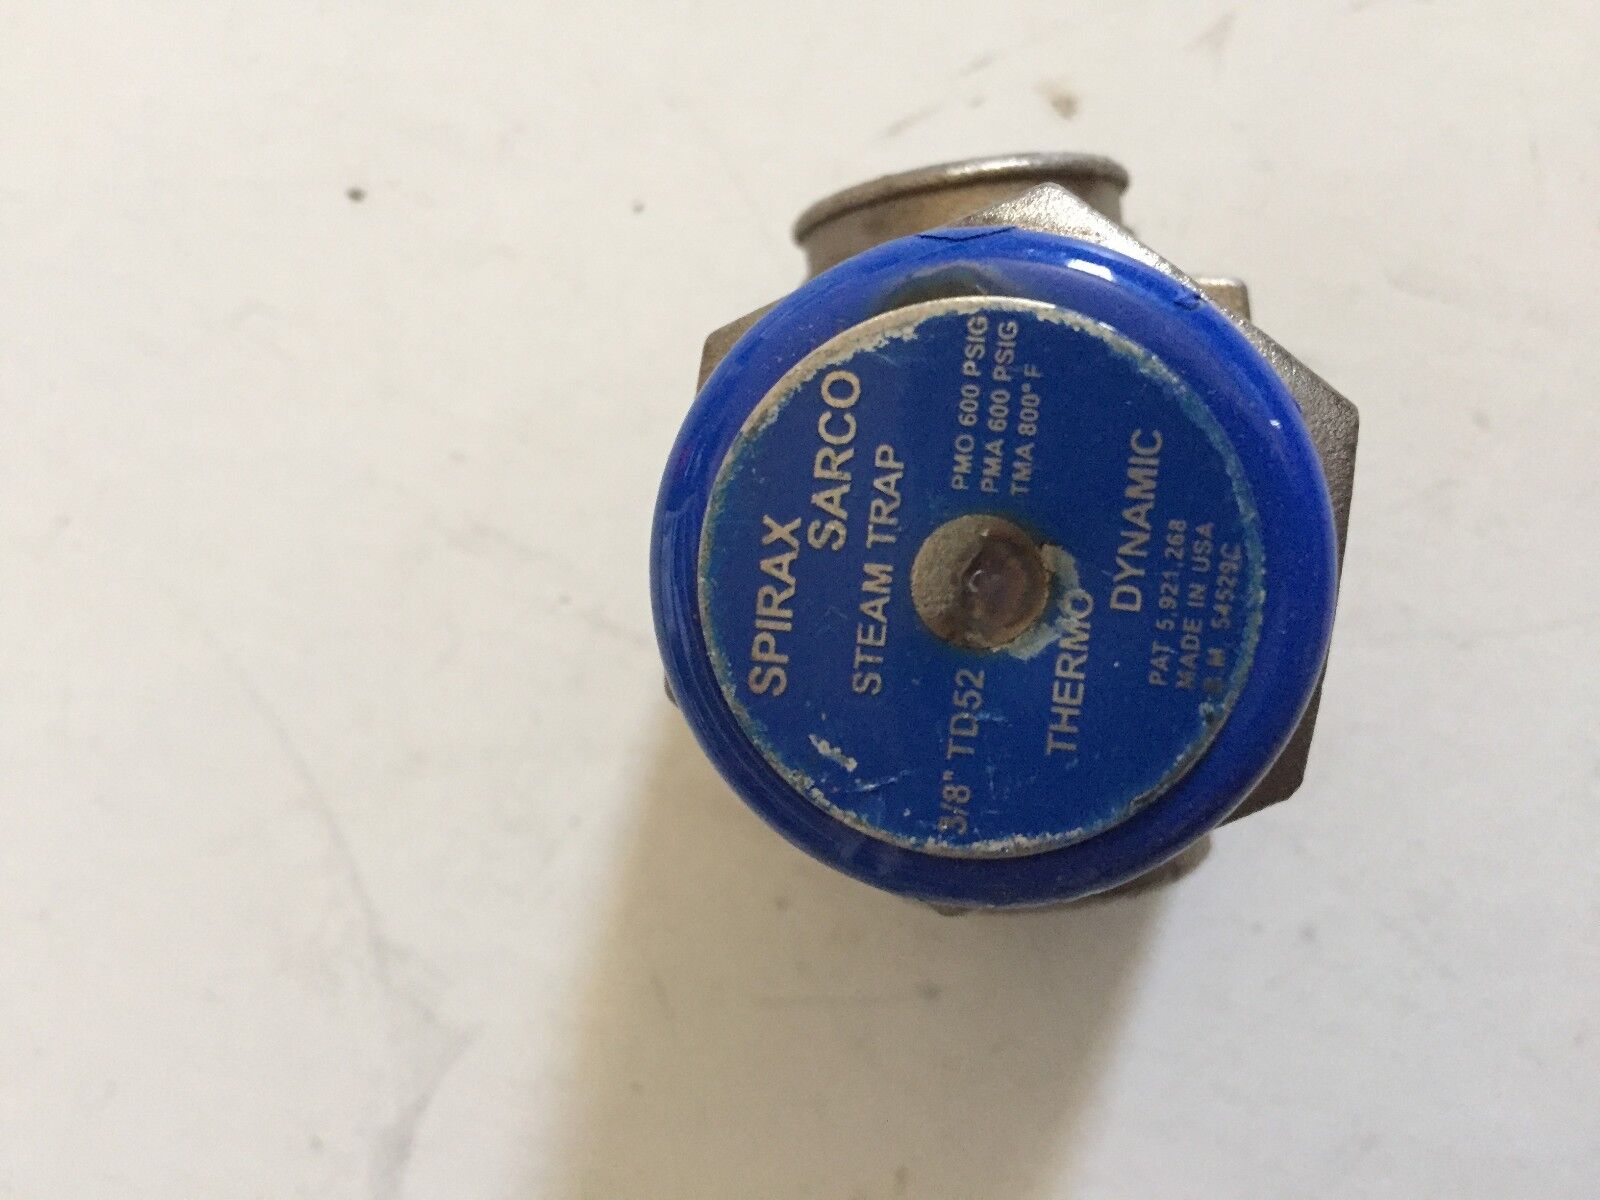 SPIRAX
SARCO
STEAM TRAP
3/8" TD52
PMO 600 PSIG
PMA 600 PSIG
TMA 800° F
THERMO
DYNAMIC
PAT 5,921,268
MADE IN USA
M 54529C